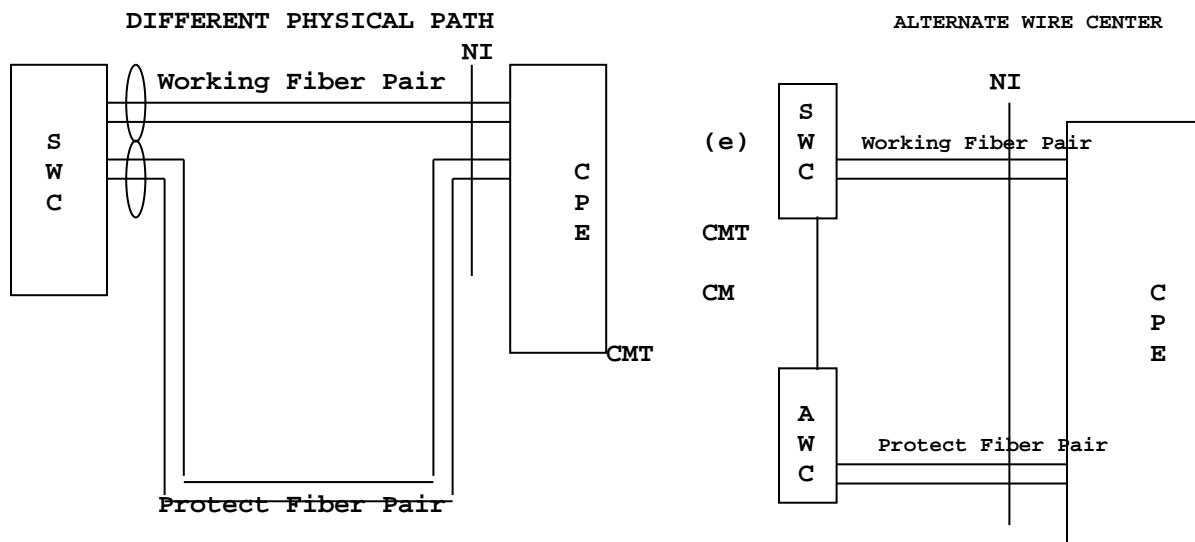 DIFFERENT PHYSICAL PATH
NI
Working Fiber Pair
S
W
C
C
P
E
CMT
Protect Fiber Pair
ALTERNATE WIRE CENTER
NI
(e)
S
W
C
Working Fiber Pair
CMT
CM
C
P
E
A
W
C
Protect Fiber Pair